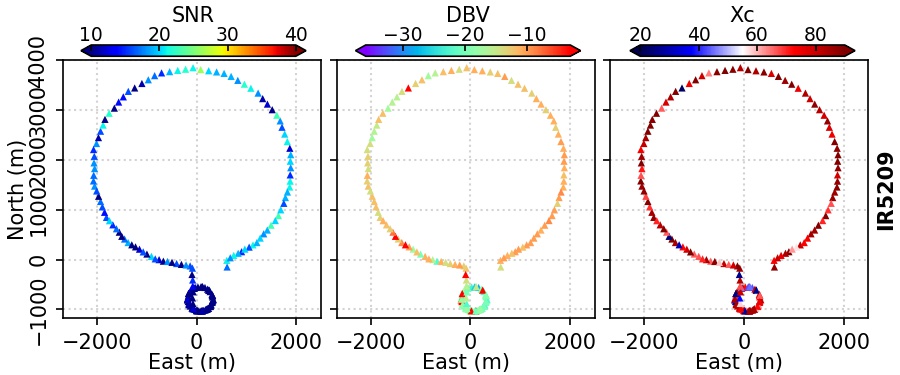 SNR DBV Xc
10 20 30 40 −30 −20 −10 20 40 60 80
4000
3000
2000
1000
0
−1000
North (m)
IR5209
−2000 0 2000 −2000 0 2000 −2000 0 2000
East (m) East (m) East (m)